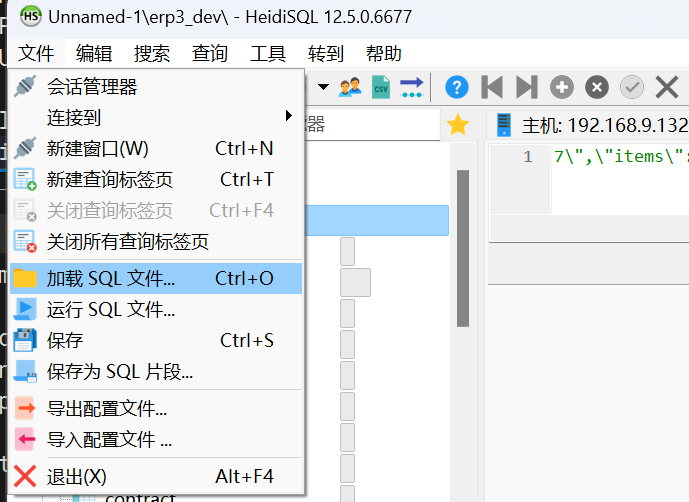 Unnamed-1\erp3_dev\ - HeidiSQL 12.5.0.6677
文件 编辑 搜索 查询 工具 转到 帮助
会话管理器
连接到
新建窗口(W) Ctrl+N
新建查询标签页 Ctrl+T
关闭查询标签页 Ctrl+F4
关闭所有查询标签页
加载 SQL 文件... Ctrl+O
运行 SQL 文件...
保存 Ctrl+S
保存为 SQL 片段...
导出配置文件...
导入配置文件 ...
退出(X) Alt+F4
滤器
主机: 192.168.9.132
1 7\",\"items\":
contract